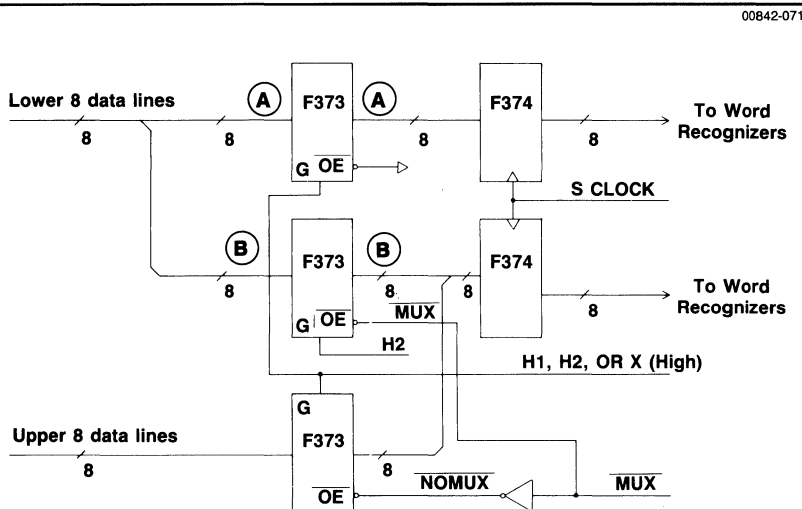 00842-071
Lower 8 data lines
8
8
A
F373
G OE
A
8
F374
8
To Word
Recognizers
S CLOCK
B
8
F373
G OE
B
8
8
F374
8
To Word
Recognizers
MUX
H2
H1, H2, OR X (High)
Upper 8 data lines
8
G
F373
OE
8
NOMUX
MUX